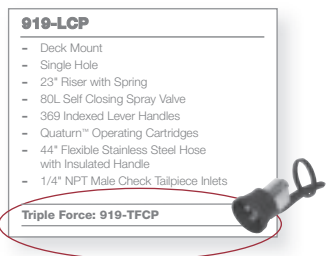 919-LCP
- Deck Mount
- Single Hole
- 23" Riser with Spring
- 80L Self Closing Spray Valve
- 369 Indexed Lever Handles
- Quaturn™ Operating Cartridges
- 44" Flexible Stainless Steel Hose
with Insulated Handle
- 1/4" NPT Male Check Tailpiece Inlets
Triple Force: 919-TFCP